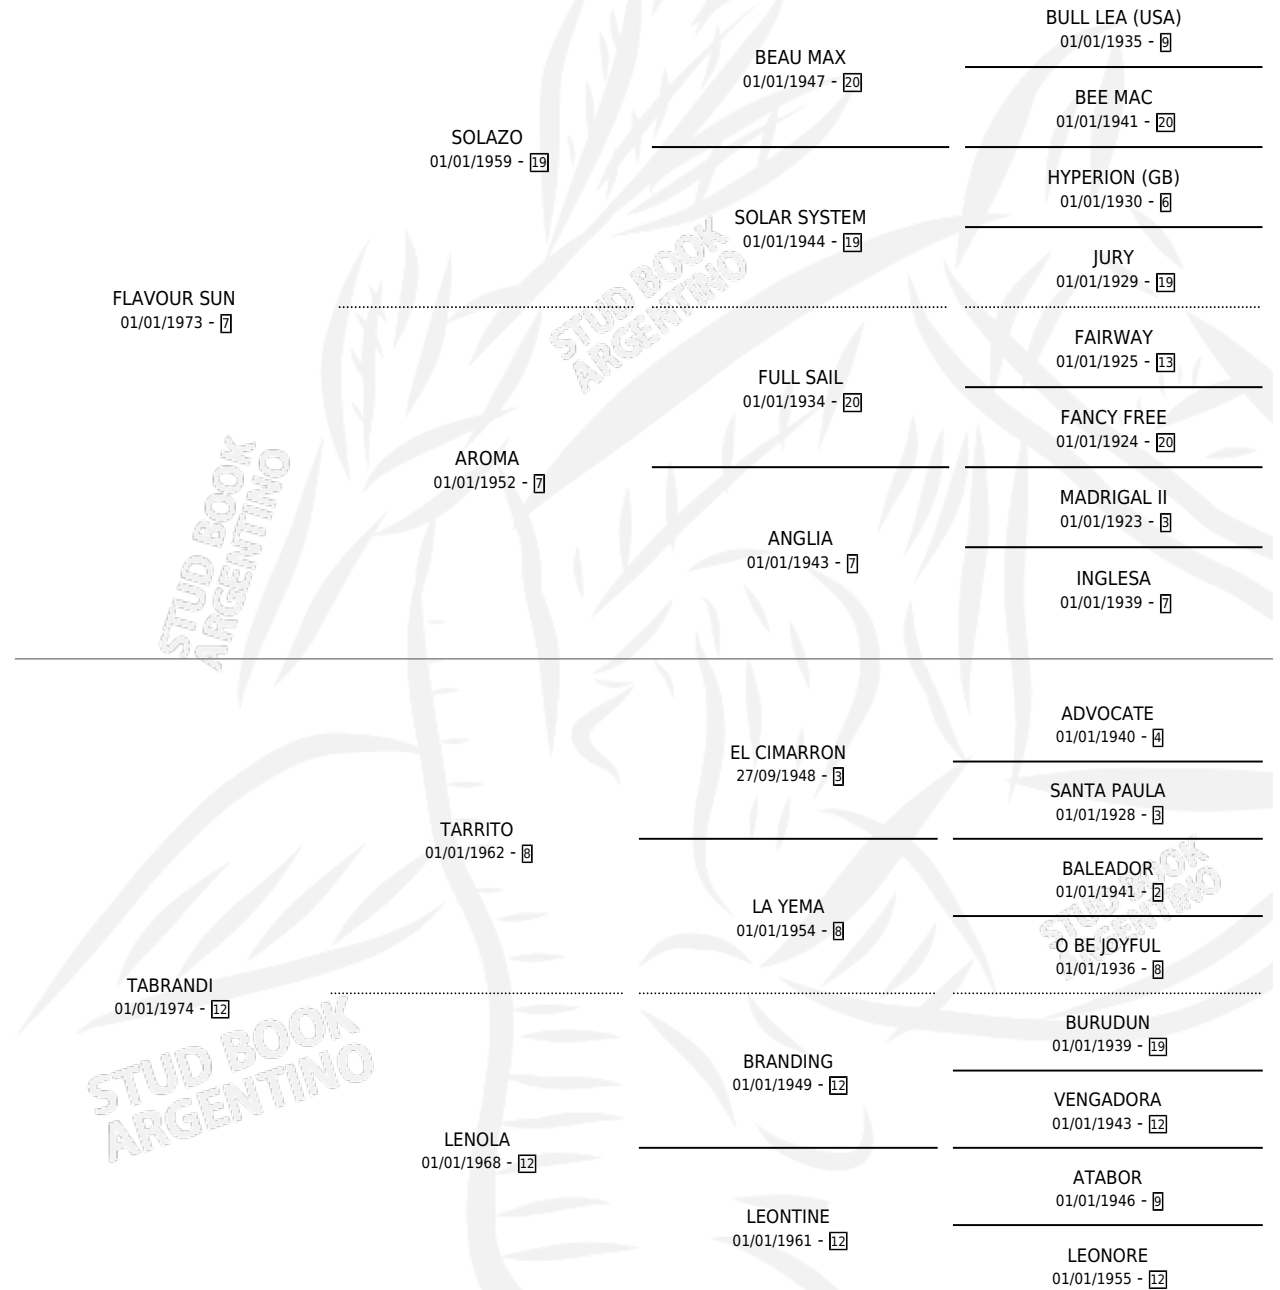 BULL LEA (USA)
01/01/1935 - 9
BEAU MAX
01/01/1947 - 20
BEE MAC
01/01/1941 - 20
SOLAZO
01/01/1959 - 19
HYPERION (GB)
01/01/1930 - 6
SOLAR SYSTEM
01/01/1944 - 19
JURY
01/01/1929 - 19
FLAVOUR SUN
01/01/1973 - 7
FAIRWAY
01/01/1925 - 13
FULL SAIL
01/01/1934 - 20
FANCY FREE
01/01/1924 - 20
AROMA
01/01/1952 - 7
MADRIGAL II
01/01/1923 - 3
ANGLIA
01/01/1943 - 7
INGLESA
01/01/1939 - 7
STUD BOOK
ARGENTINO
STUD BOOK
ARGENTINO
ADVOCATE
01/01/1940 - 4
EL CIMARRON
27/09/1948 - 3
SANTA PAULA
01/01/1928 - 3
TARRITO
01/01/1962 - 8
BALEADOR
01/01/1941 - 2
LA YEMA
01/01/1954 - 8
O BE JOYFUL
01/01/1936 - 8
TABRANDI
01/01/1974 - 12
BURUDUN
01/01/1939 - 19
BRANDING
01/01/1949 - 12
VENGADORA
01/01/1943 - 12
LENOLA
01/01/1968 - 12
ATABOR
01/01/1946 - 9
LEONTINE
01/01/1961 - 12
LEONORE
01/01/1955 - 12
STUD BOOK
ARGENTINO
STUD BOOK
ARGENTINO